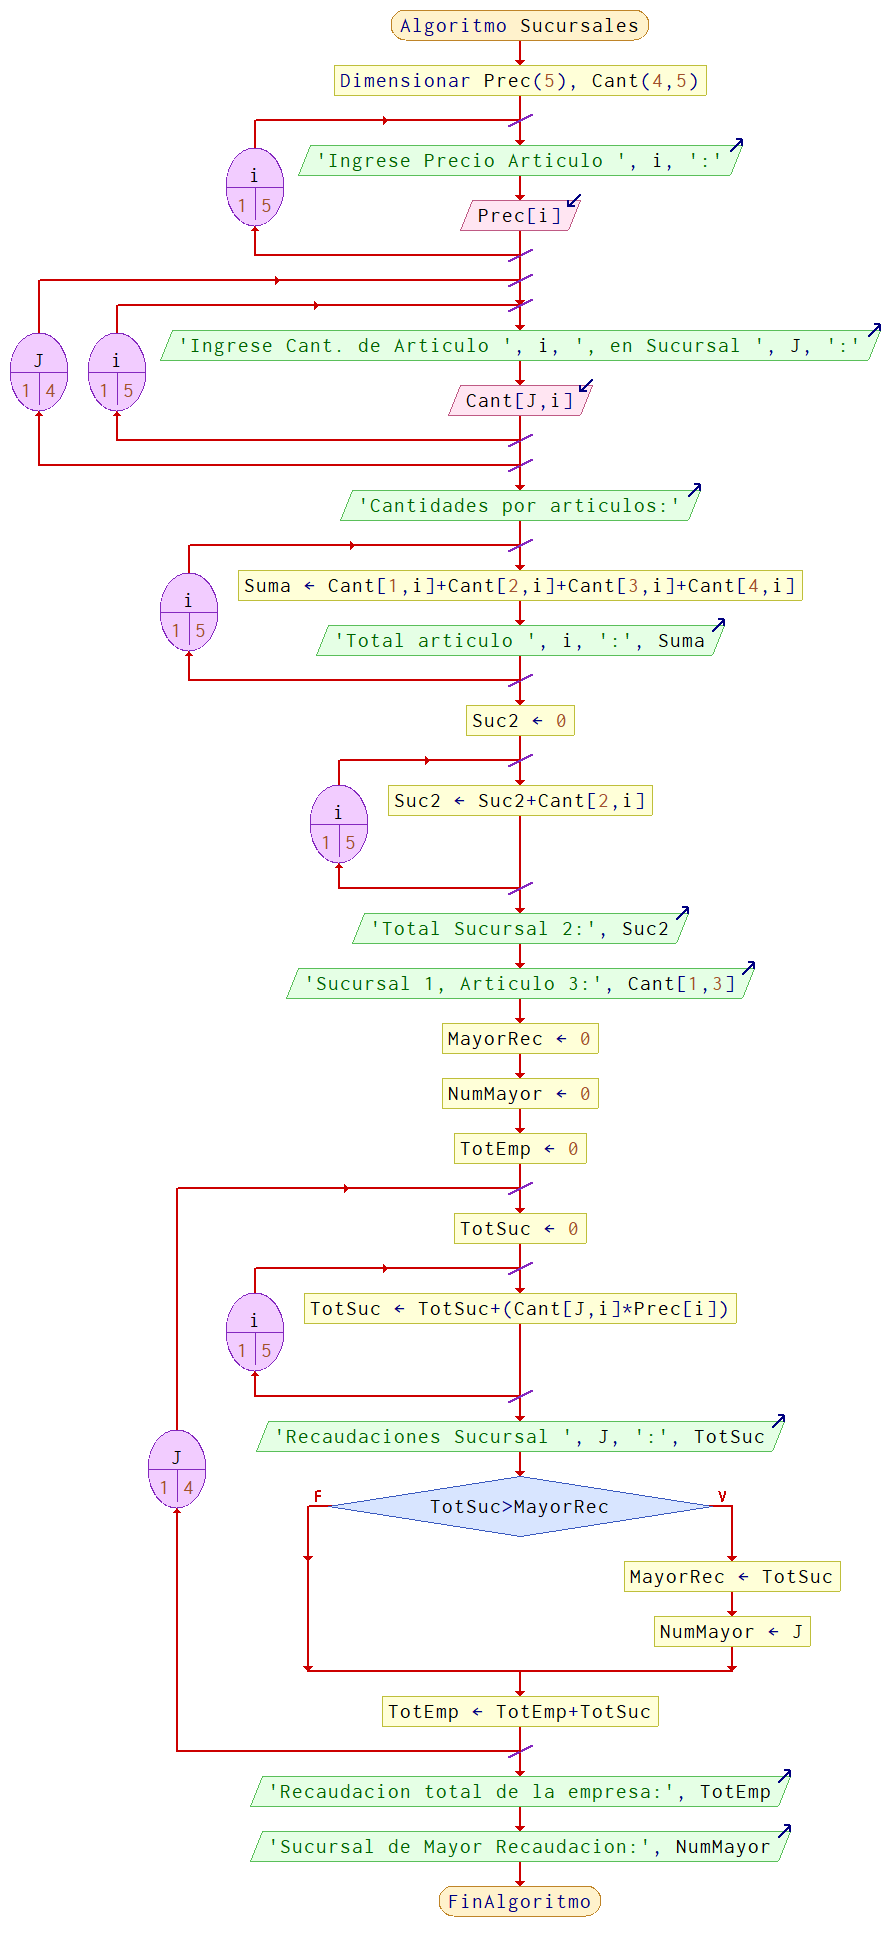 Algoritmo Sucursales
Dimensionar Prec(5), Cant(4,5)
i
1 5
'Ingrese Precio Articulo ', i, ':'
Prec[i]
J
1 4
i
1 5
'Ingrese Cant. de Articulo ', i, ', en Sucursal ', J, ':'
Cant[J,i]
'Cantidades por articulos:'
i
1 5
Suma ← Cant[1,i]+Cant[2,i]+Cant[3,i]+Cant[4,i]
'Total articulo ', i, ':', Suma
Suc2 ← 0
i
1 5
Suc2 ← Suc2+Cant[2,i]
'Total Sucursal 2:', Suc2
'Sucursal 1, Articulo 3:', Cant[1,3]
MayorRec ← 0
NumMayor ← 0
TotEmp ← 0
J
1 4
TotSuc ← 0
i
1 5
TotSuc ← TotSuc+(Cant[J,i]*Prec[i])
'Recaudaciones Sucursal ', J, ':', TotSuc
F
TotSuc>MayorRec
V
MayorRec ← TotSuc
NumMayor ← J
TotEmp ← TotEmp+TotSuc
'Recaudacion total de la empresa:', TotEmp
'Sucursal de Mayor Recaudacion:', NumMayor
FinAlgoritmo